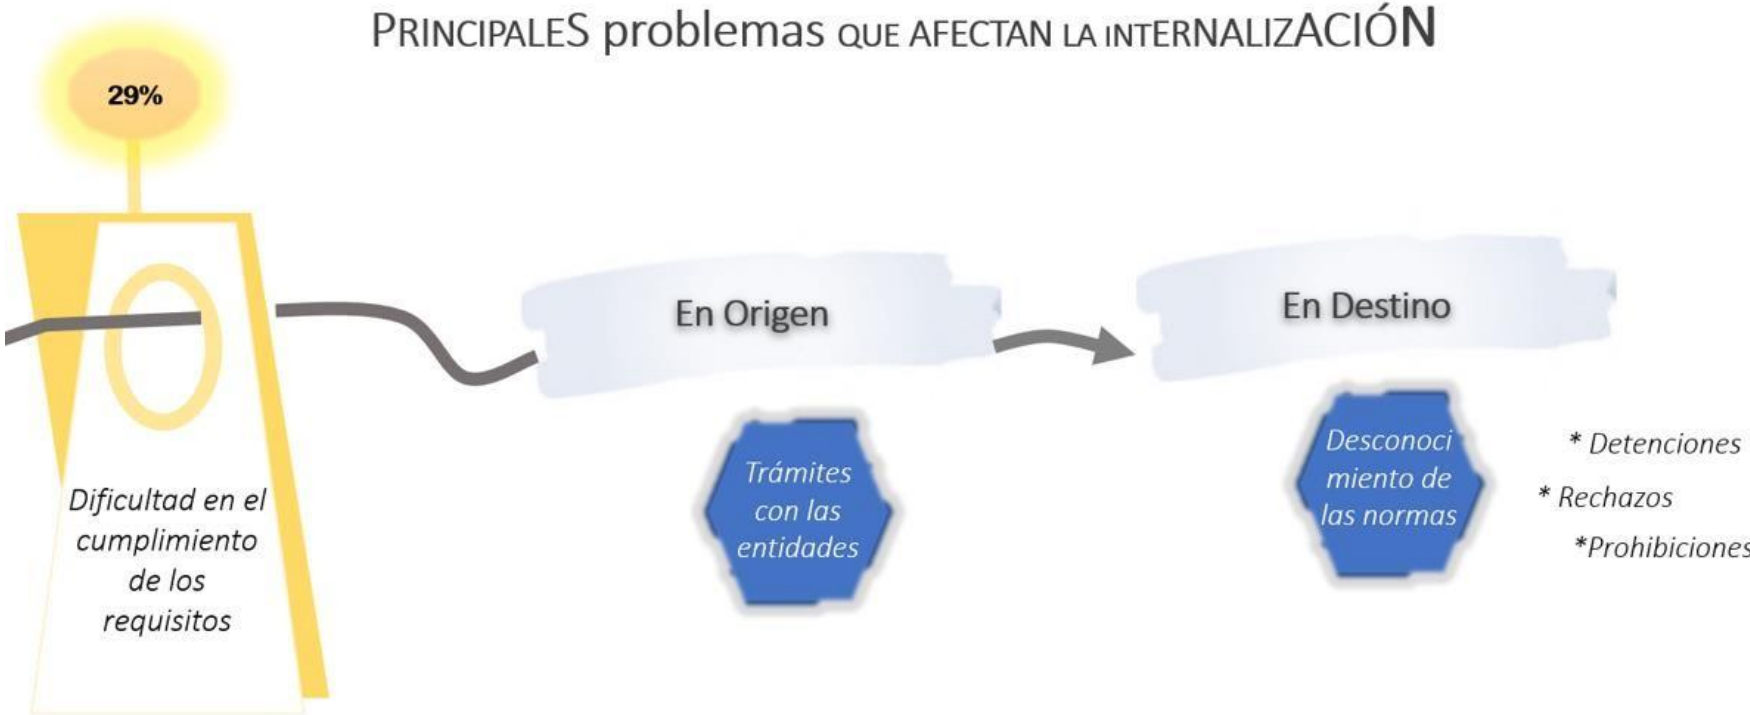 PRINCIPALES problemas QUE AFECTAN LA INTERNALIZACIÓN
29%
Dificultad en el
cumplimiento
de los
requisitos
En Origen
Trámites
con las
entidades
En Destino
Desconoci
miento de
las normas
* Detenciones
* Rechazos
*Prohibiciones